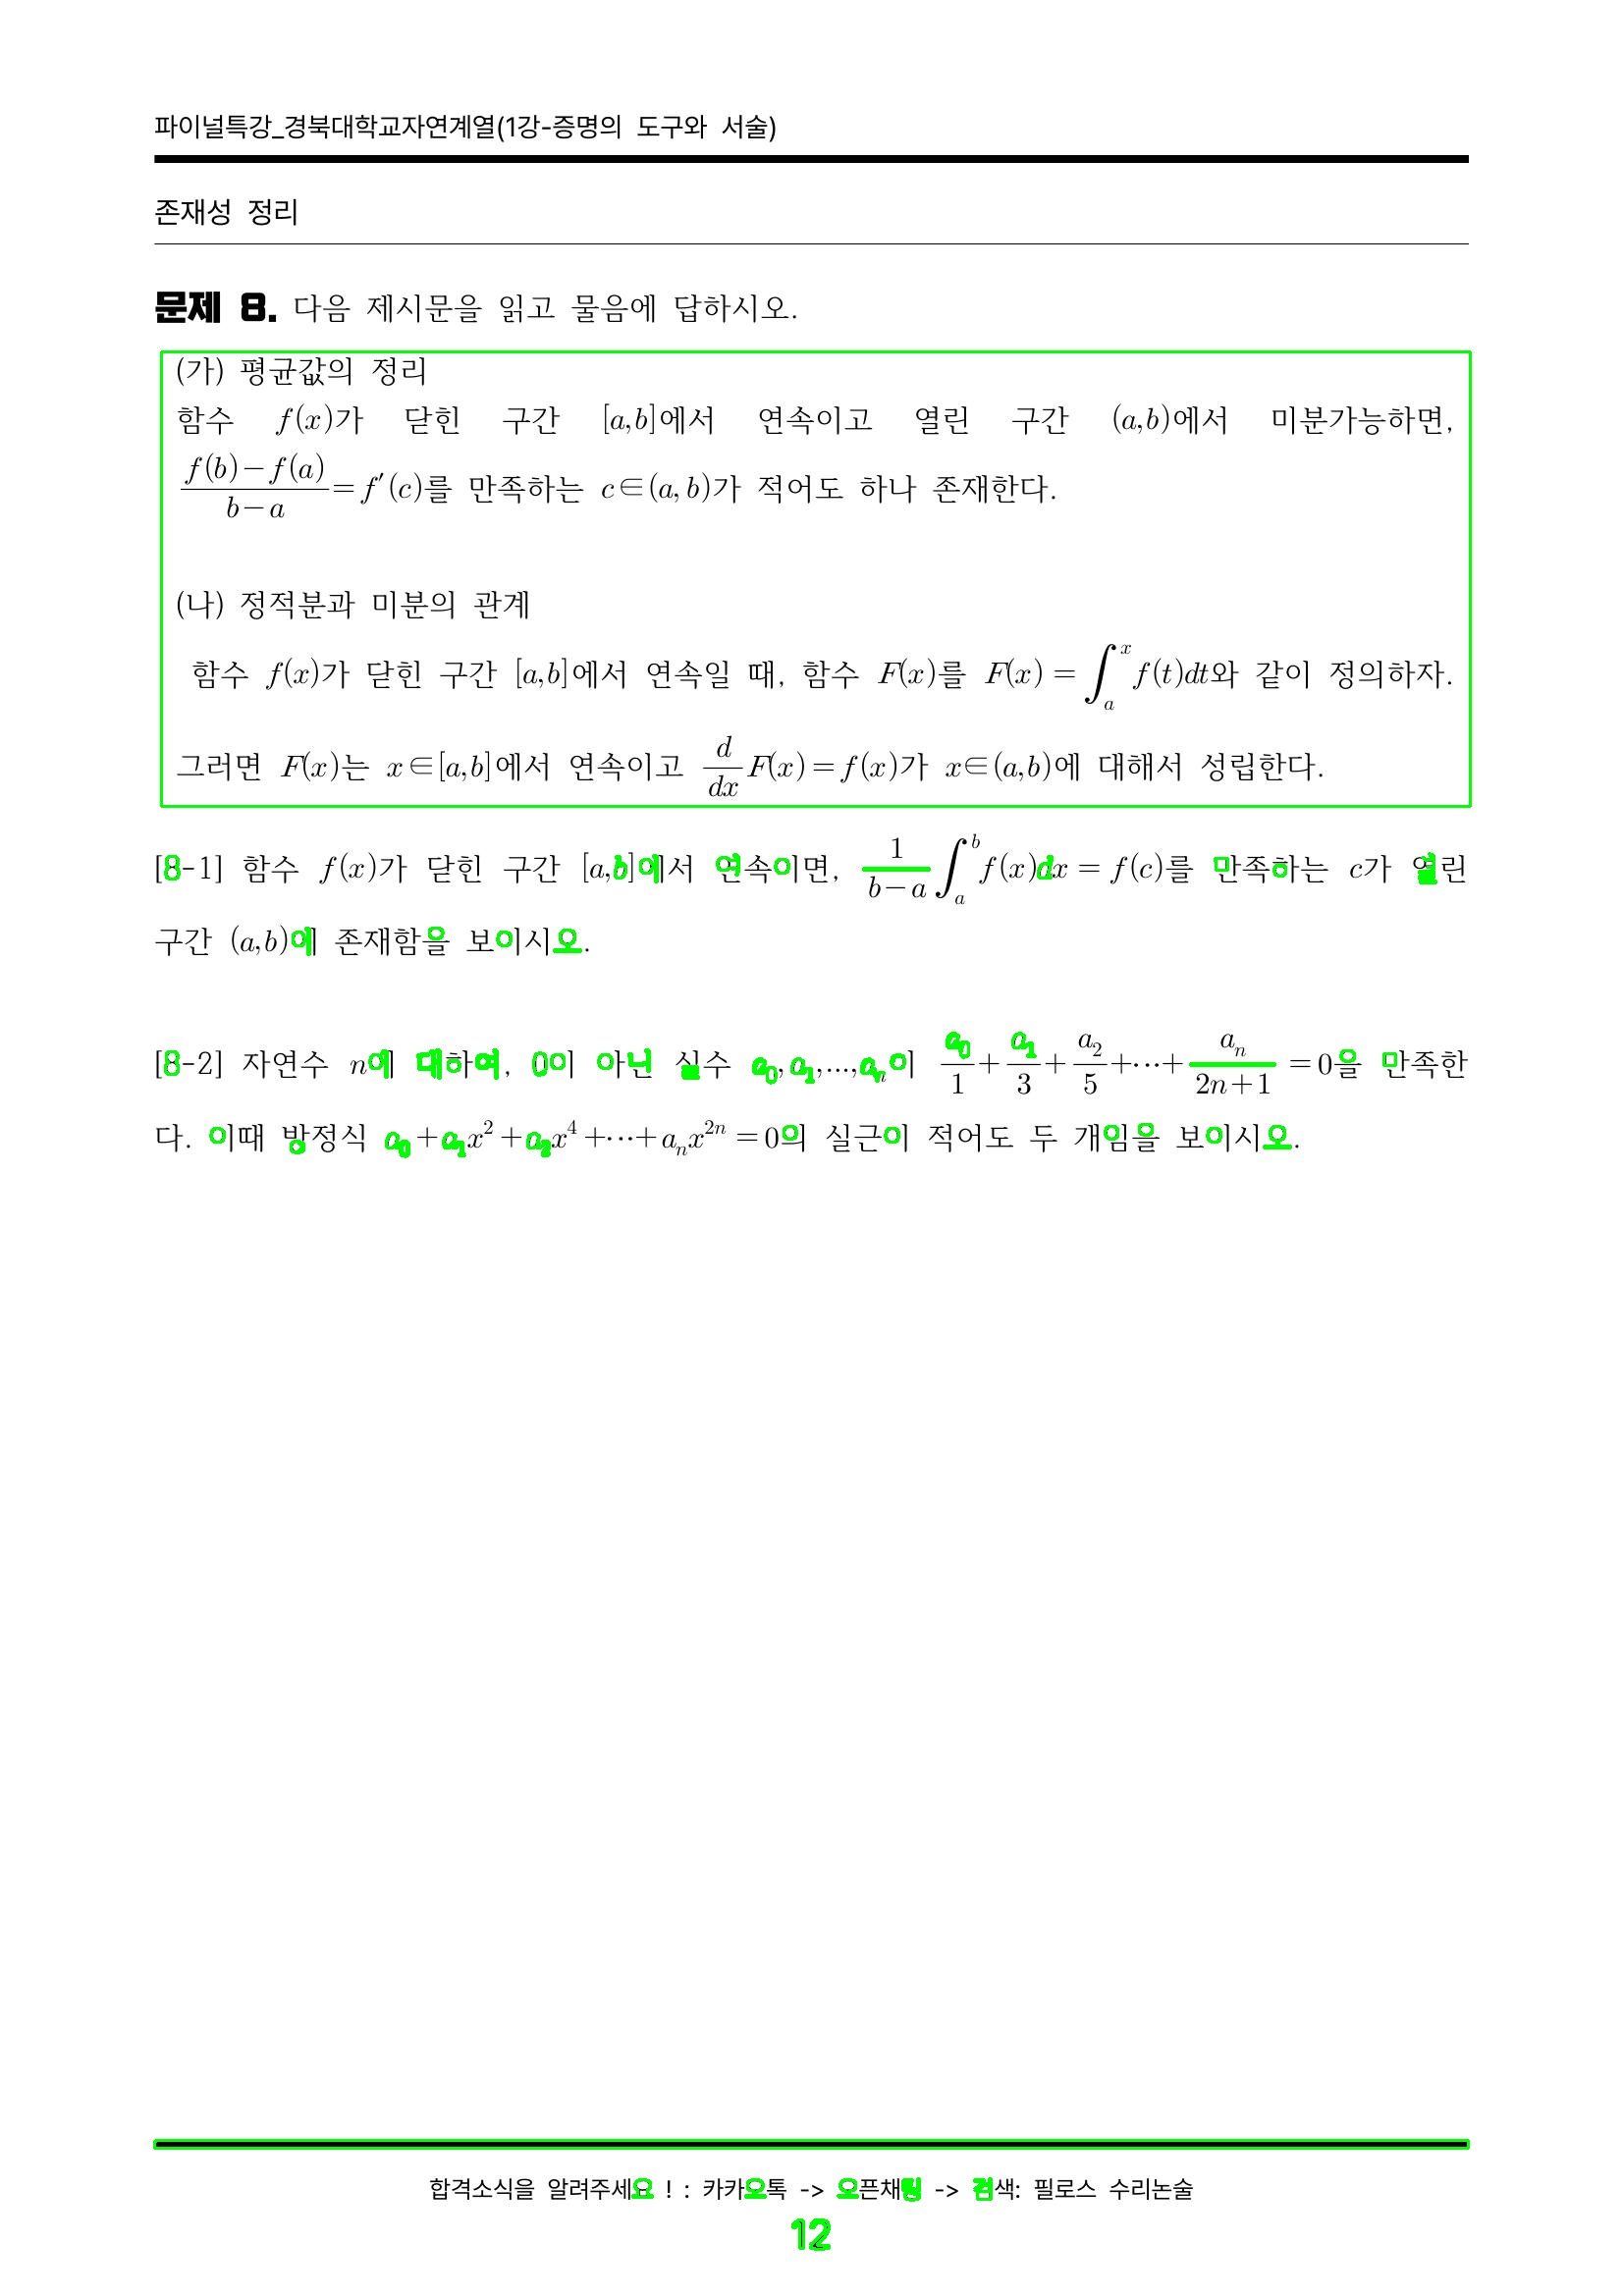 파이널특강_경북대학교자연계열(1강-증명의 도구와 서술)
존재성 정리
문제 8. 다음 제시문을 읽고 물음에 답하시오.
(가) 평균값의 정리
함수 f(x)가 닫힌 구간 [a,b]에서 연속이고 열린 구간 (a,b)에서 미분가능하면,
\frac{f(b)-f(a)}{b-a}=f'(c)를 만족하는 c∈(a, b)가 적어도 하나 존재한다.
(나) 정적분과 미분의 관계
함수 f(x)가 닫힌 구간 [a,b]에서 연속일 때, 함수 F(x)를 F(x) = \int_a^x f(t)dt와 같이 정의하자.
그러면 F(x)는 x∈[a,b]에서 연속이고 \frac{d}{dx}F(x)=f(x)가 x∈(a,b)에 대해서 성립한다.
[8-1] 함수 f(x)가 닫힌 구간 [a,b]에서 연속이면, \frac{1}{b-a}\int_a^b f(x)dx = f(c)를 만족하는 c가 열린
구간 (a,b)에 존재함을 보이시오.
[8-2] 자연수 n에 대하여, 0이 아닌 실수 a_0, a_1, ..., a_n이 \frac{a_0}{1}+\frac{a_1}{3}+\frac{a_2}{5}+⋯+\frac{a_n}{2n+1} = 0을 만족한
다. 이때 방정식 a_0+a_1x^2+a_2x^4+⋯+a_nx^{2n}=0의 실근이 적어도 두 개임을 보이시오.
합격소식을 알려주세요 ! : 카카오톡 -> 오픈채팅 -> 검색: 필로스 수리논술
12